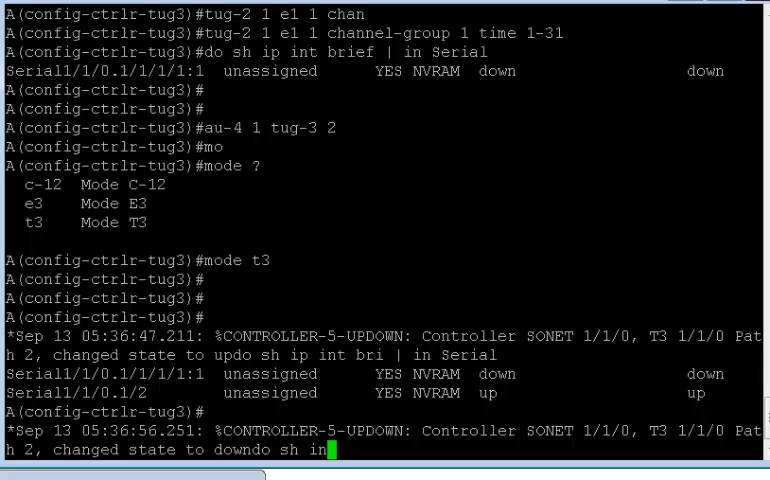 A(config-ctrlr-tug3)#tug-2 1 e1 1 chan
A(config-ctrlr-tug3)#tug-2 1 e1 1 channel-group 1 time 1-31
A(config-ctrlr-tug3)#do sh ip int brief | in Serial
Serial1/1/0.1/1/1/1:1  unassigned      YES NVRAM  down                  down
A(config-ctrlr-tug3)#
A(config-ctrlr-tug3)#
A(config-ctrlr-tug3)#au-4 1 tug-3 2
A(config-ctrlr-tug3)#mo
A(config-ctrlr-tug3)#mode ?
  c-12  Mode C-12
  e3    Mode E3
  t3    Mode T3
A(config-ctrlr-tug3)#mode t3
A(config-ctrlr-tug3)#
A(config-ctrlr-tug3)#
A(config-ctrlr-tug3)#
*Sep 13 05:36:47.211: %CONTROLLER-5-UPDOWN: Controller SONET 1/1/0, T3 1/1/0 Pat
h 2, changed state to updo sh ip int bri | in Serial
Serial1/1/0.1/1/1/1:1  unassigned      YES NVRAM  down                  down
Serial1/1/0.1/2        unassigned      YES NVRAM  up                    up
A(config-ctrlr-tug3)#
*Sep 13 05:36:56.251: %CONTROLLER-5-UPDOWN: Controller SONET 1/1/0, T3 1/1/0 Pat
h 2, changed state to downdo sh in